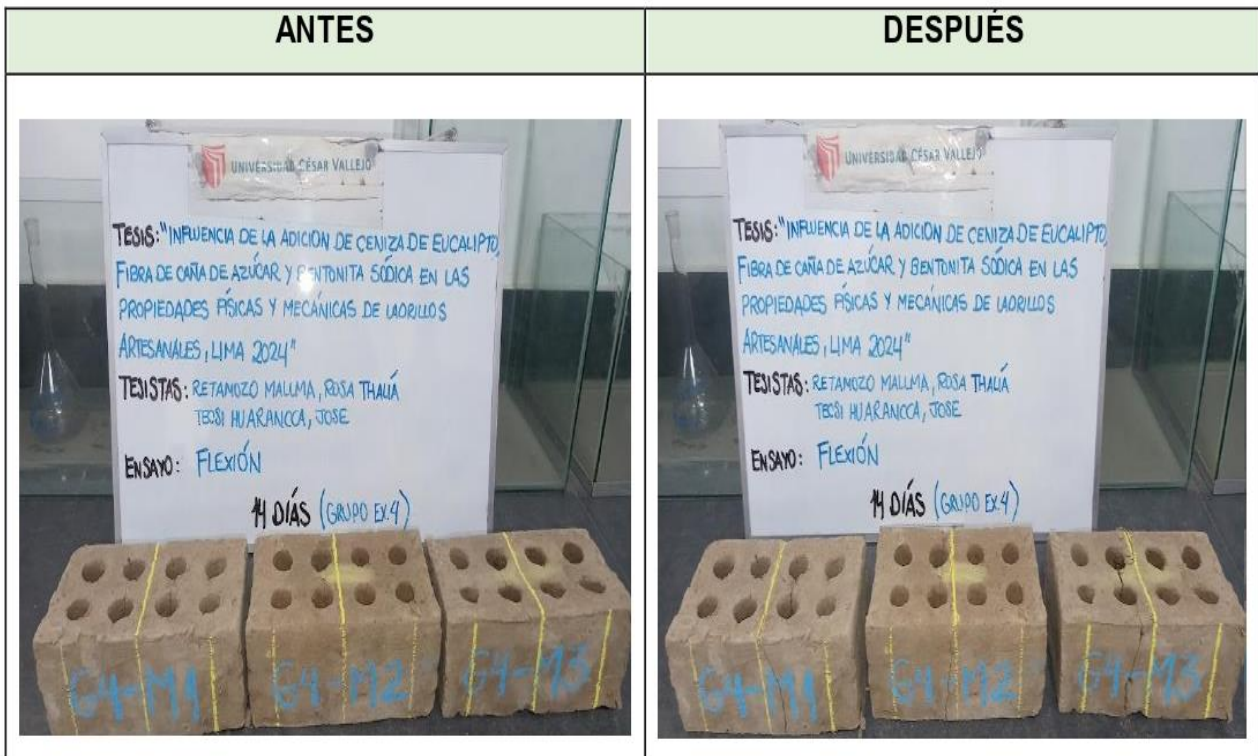 ANTES
DESPUÉS
UNIVERSIDAD CÉSAR VALLEJO
TESIS: "INFLUENCIA DE LA ADICION DE CENIZA DE EUCALIPTO,
FIBRA DE CAÑA DE AZÚCAR Y BENTONITA SÓDICA EN LAS
PROPIEDADES FÍSICAS Y MECÁNICAS DE LADRILLOS
ARTESANALES, LIMA 2024"
TESISTAS: RETAMOZO MALLMA, ROSA THALIÁ
TECSI HUARANCCA, JOSE
ENSAYO: FLEXIÓN
14 DÍAS (GRUPO EX.4)
G4-M1 G4-M2 G4-M3
UNIVERSIDAD CÉSAR VALLEJO
TESIS: "INFLUENCIA DE LA ADICION DE CENIZA DE EUCALIPTO,
FIBRA DE CAÑA DE AZÚCAR Y BENTONITA SÓDICA EN LAS
PROPIEDADES FÍSICAS Y MECÁNICAS DE LADRILLOS
ARTESANALES, LIMA 2024"
TESISTAS: RETAMOZO MALLMA, ROSA THALIÁ
TECSI HUARANCCA, JOSE
ENSAYO: FLEXIÓN
14 DÍAS (GRUPO EX.4)
G4-M1 G4-M2 G4-M3